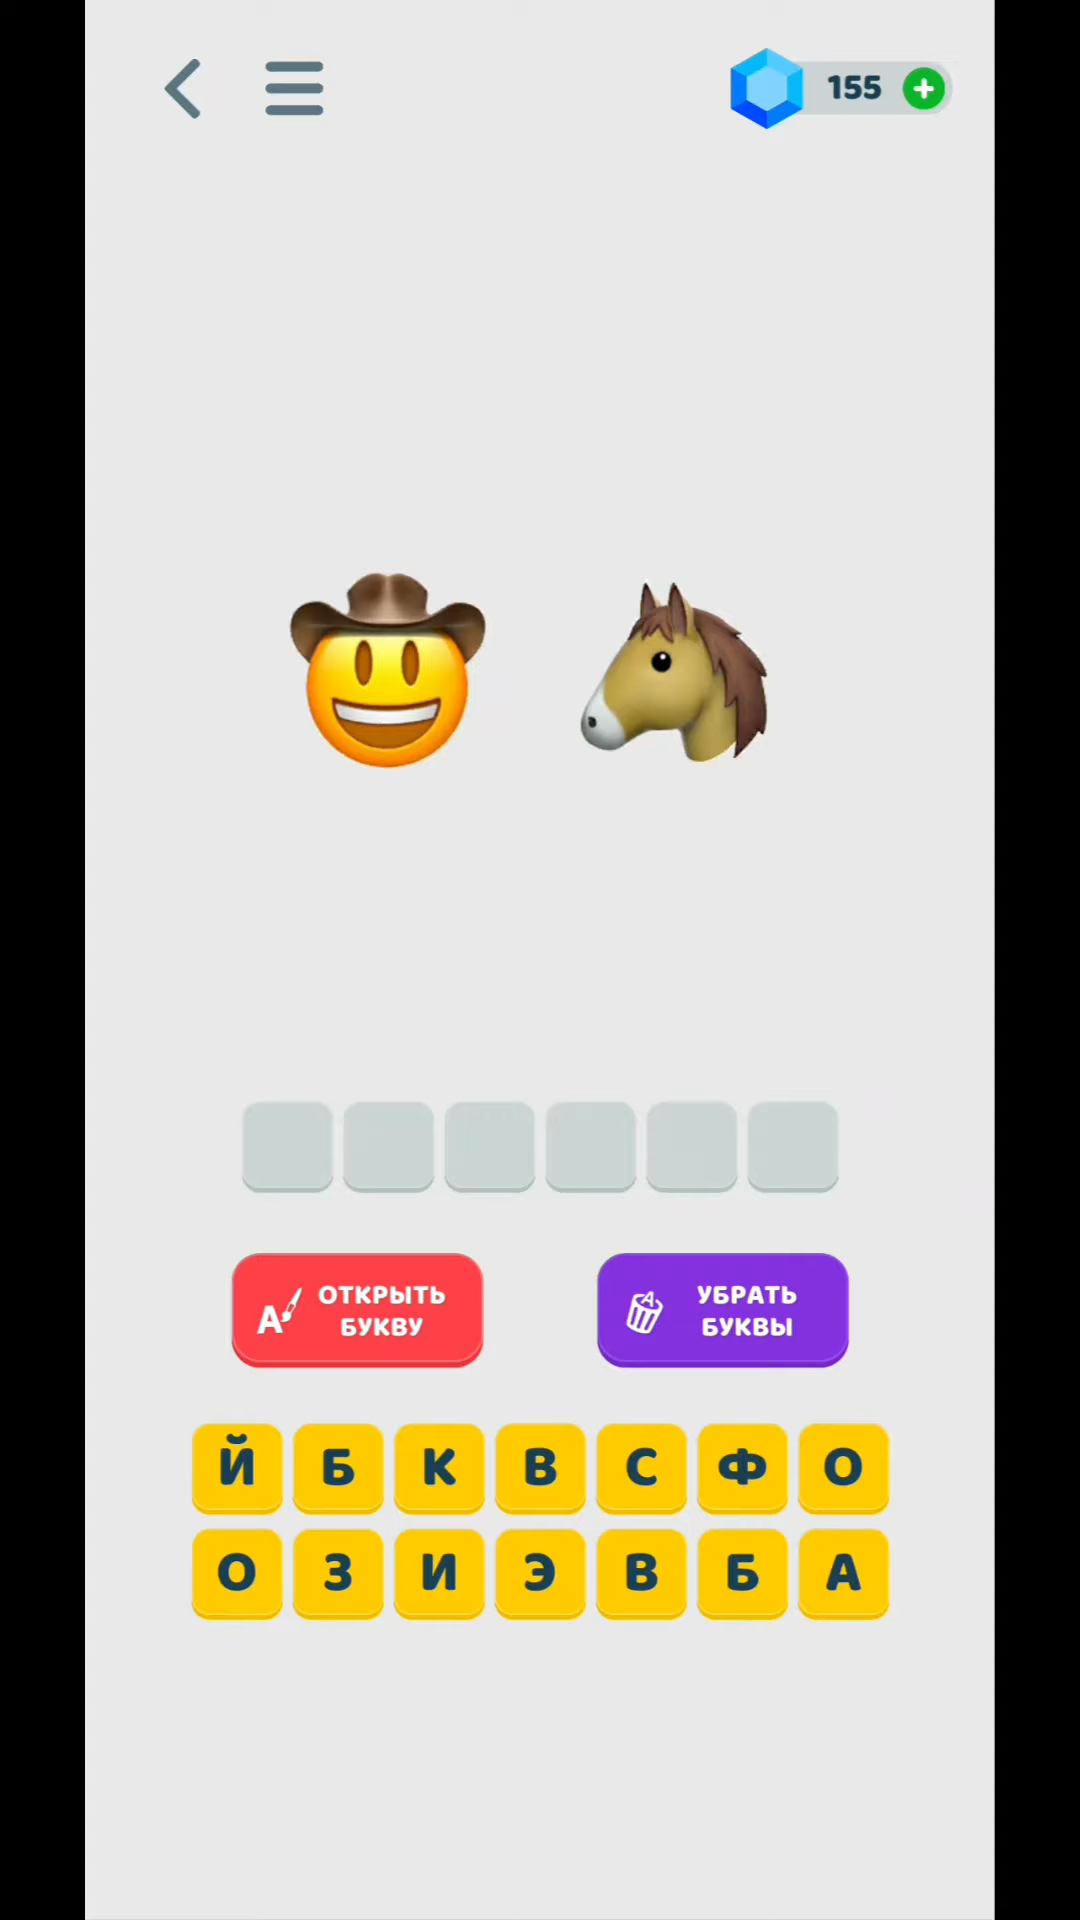 155
ОТКРЫТЬ
БУКВУ
УБРАТЬ
БУКВЫ
Й Б К В С Ф О
О З И Э В Б А